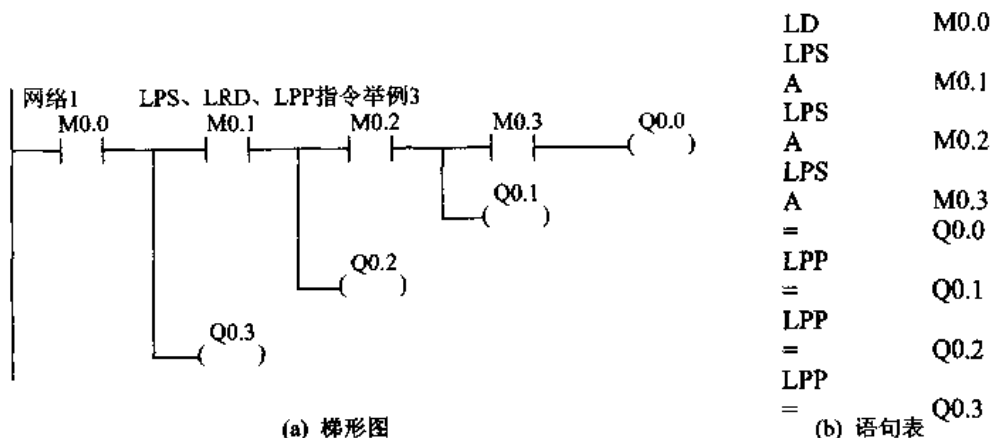 网络1 LPS、LRD、LPP指令举例3
M0.0 M0.1 M0.2 M0.3 Q0.0
Q0.1
Q0.2
Q0.3
(a) 梯形图
LD M0.0
LPS
A M0.1
LPS
A M0.2
LPS
A M0.3
= Q0.0
LPP
= Q0.1
LPP
= Q0.2
LPP
= Q0.3
(b) 语句表